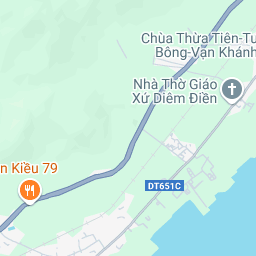 Chùa Thừa Tiên-Tu
Bông-Vạn Khánh
Nhà Thờ Giáo
Xứ Diêm Điền
n Kiều 79
DT651C